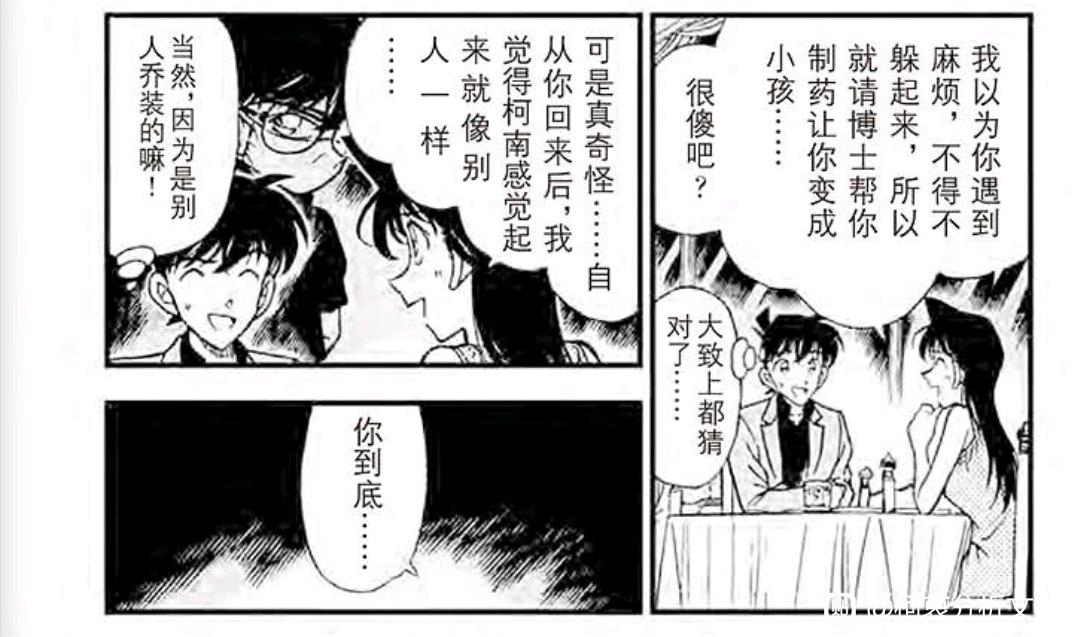 我以为你遇到
麻烦，不得不
躲起来，所以
就请博士帮你
制药让你变成
小孩……
很傻吧？
大致上都猜
对了……
可是真奇怪……自
从你回来后，我
觉得柯南感觉起
来就像别
人一样
……
当然，因为是别
人乔装的嘛！
你到底……